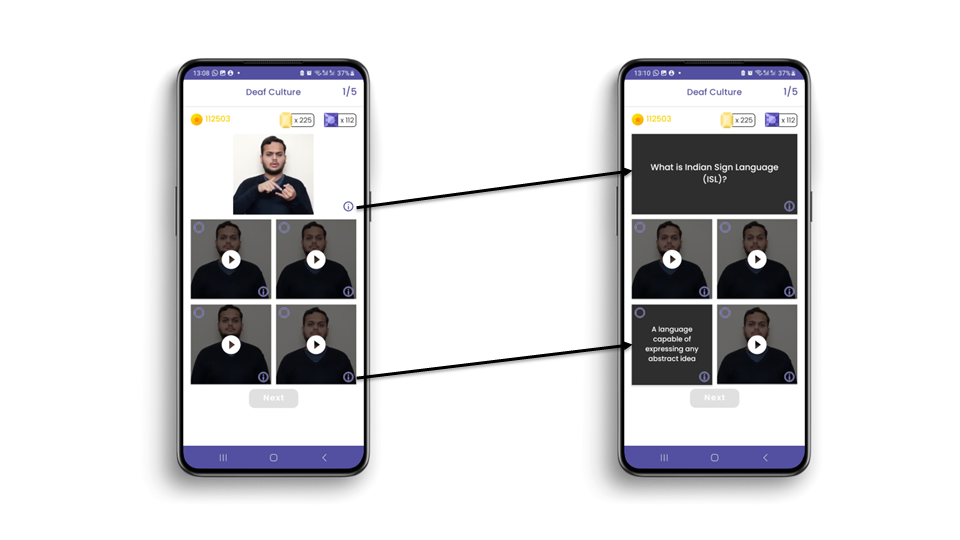 13:08 37%
Deaf Culture 1/5
112503 x 225 x 112
Next
13:10 37%
Deaf Culture 1/5
112503 x 225 x 112
What is Indian Sign Language
(ISL)?
A language
capable of
expressing any
abstract idea
Next